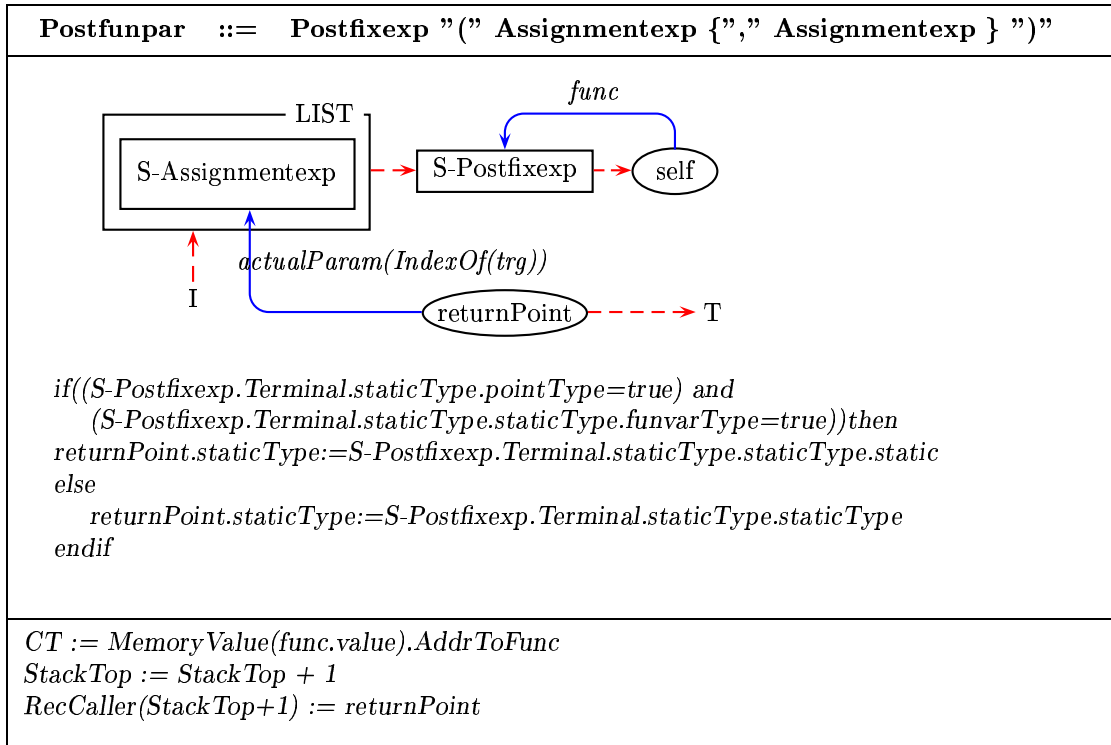 Postfunpar ::= Postfixexp ”(” Assignmentexp {”,” Assignmentexp } ”)”
func
LIST
S-Assignmentexp
S-Postfixexp
self
actualParam(IndexOf(trg))
I
returnPoint
T
if((S-Postfixexp.Terminal.staticType.pointType=true) and
(S-Postfixexp.Terminal.staticType.staticType.funvarType=true))then
returnPoint.staticType:=S-Postfixexp.Terminal.staticType.staticType.static
else
returnPoint.staticType:=S-Postfixexp.Terminal.staticType.staticType
endif
CT := MemoryValue(func.value).AddrToFunc
StackTop := StackTop + 1
RecCaller(StackTop+1) := returnPoint